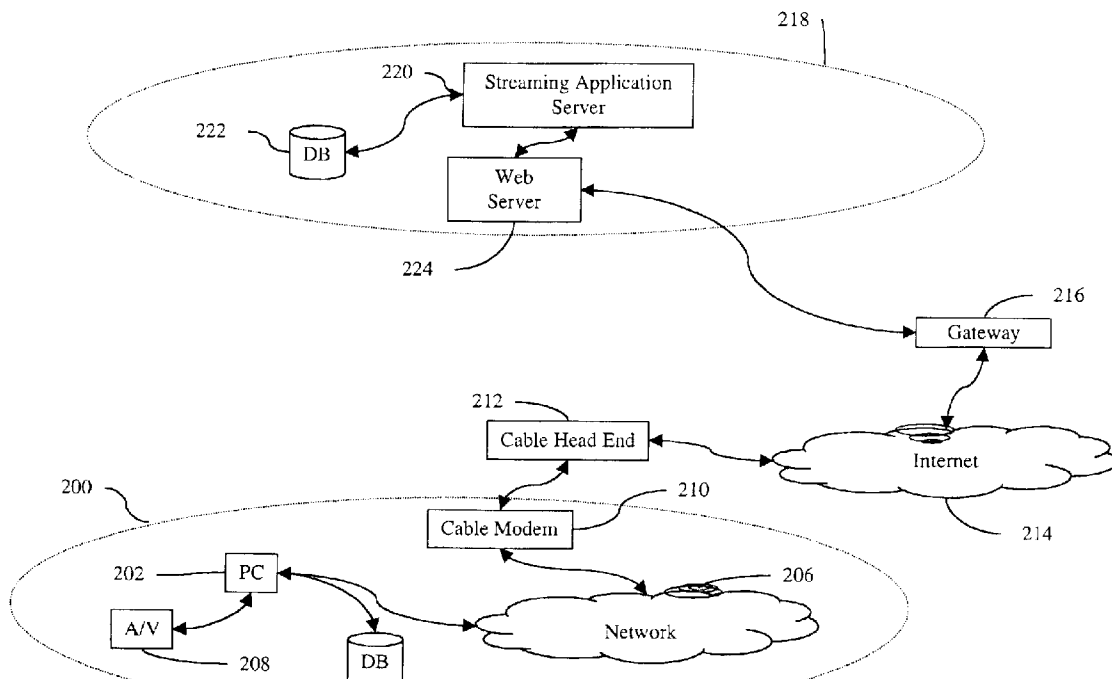 218
220
Streaming Application
Server
222
DB
Web
Server
224
216
Gateway
212
Cable Head End
Internet
200
210
Cable Modem
214
202
PC
206
A/V
Network
208
DB